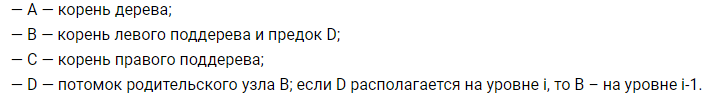 — A — корень дерева;
— B — корень левого поддерева и предок D;
— C — корень правого поддерева;
— D — потомок родительского узла B; если D располагается на уровне i, то B – на уровне i-1.